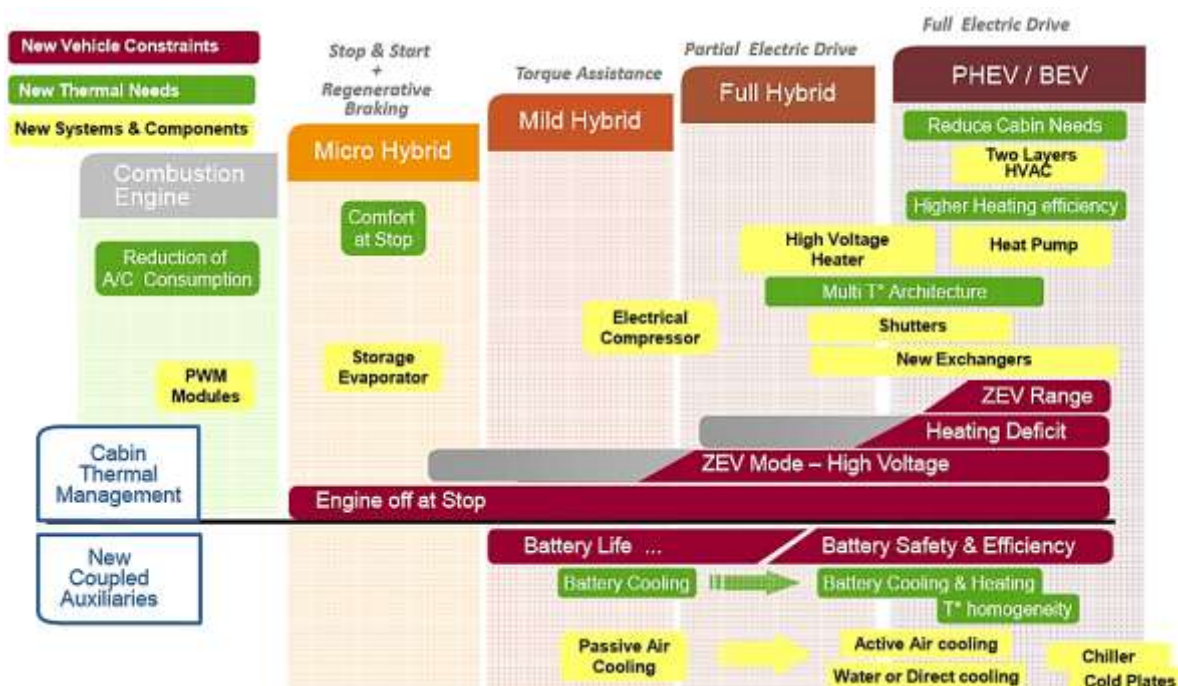 New Vehicle Constraints
New Thermal Needs
New Systems & Components
Stop & Start
+
Regenerative
Braking
Torque Assistance
Partial Electric Drive
Full Electric Drive
Combustion
Engine
Micro Hybrid
Mild Hybrid
Full Hybrid
PHEV / BEV
Reduce Cabin Needs
Two Layers
HVAC
Higher Heating efficiency
Comfort
at Stop
High Voltage
Heater
Heat Pump
Reduction of
A/C Consumption
Multi T° Architecture
Electrical
Compressor
Shutters
Storage
Evaporator
New Exchangers
PWM
Modules
ZEV Range
Heating Deficit
Cabin
Thermal
Management
ZEV Mode – High Voltage
Engine off at Stop
New
Coupled
Auxiliaries
Battery Life ...
Battery Safety & Efficiency
Battery Cooling
Battery Cooling & Heating
T° homogeneity
Passive Air
Cooling
Active Air cooling
Water or Direct cooling
Chiller
Cold Plates